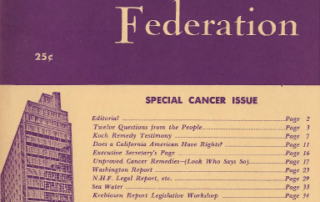 Federation
25¢
SPECIAL CANCER ISSUE
Editorial Page 2
Twelve Questions from the People Page 3
Koch Remedy Testimony Page 7
Does a California American Have Rights? Page 11
Executive Secretary's Page Page 16
Unproved Cancer Remedies—(Look Who Says So) Page 17
Washington Report Page 23
N.H.F. Legal Report, etc. Page 29
Sea Water Page 33
Krebiozen Report Legislative Workshop Page 34